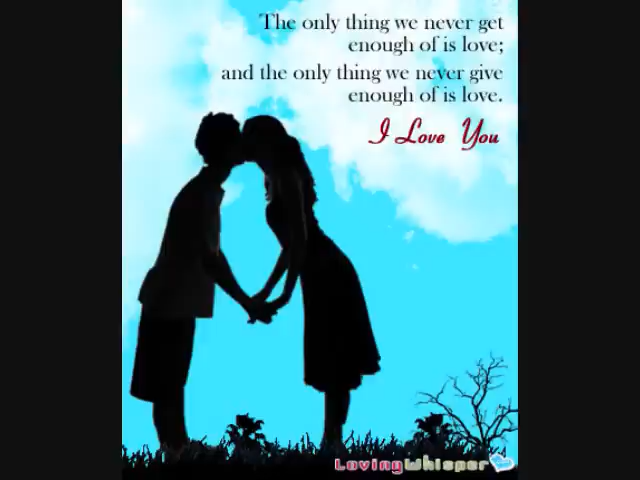 The only thing we never get
enough of is love;
and the only thing we never give
enough of is love.
I Love You
LovingWhisper